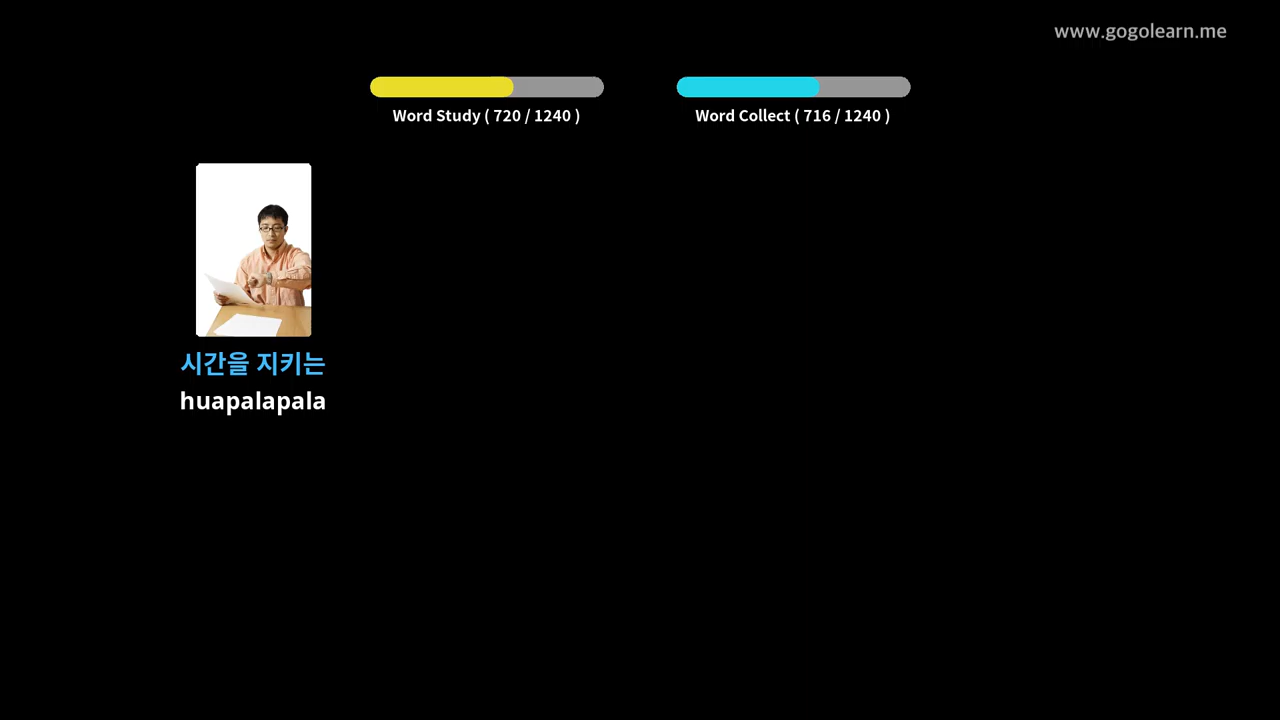 www.gogolearn.me
Word Study ( 720 / 1240 )
Word Collect ( 716 / 1240 )
시간을 지키는
huapalapala